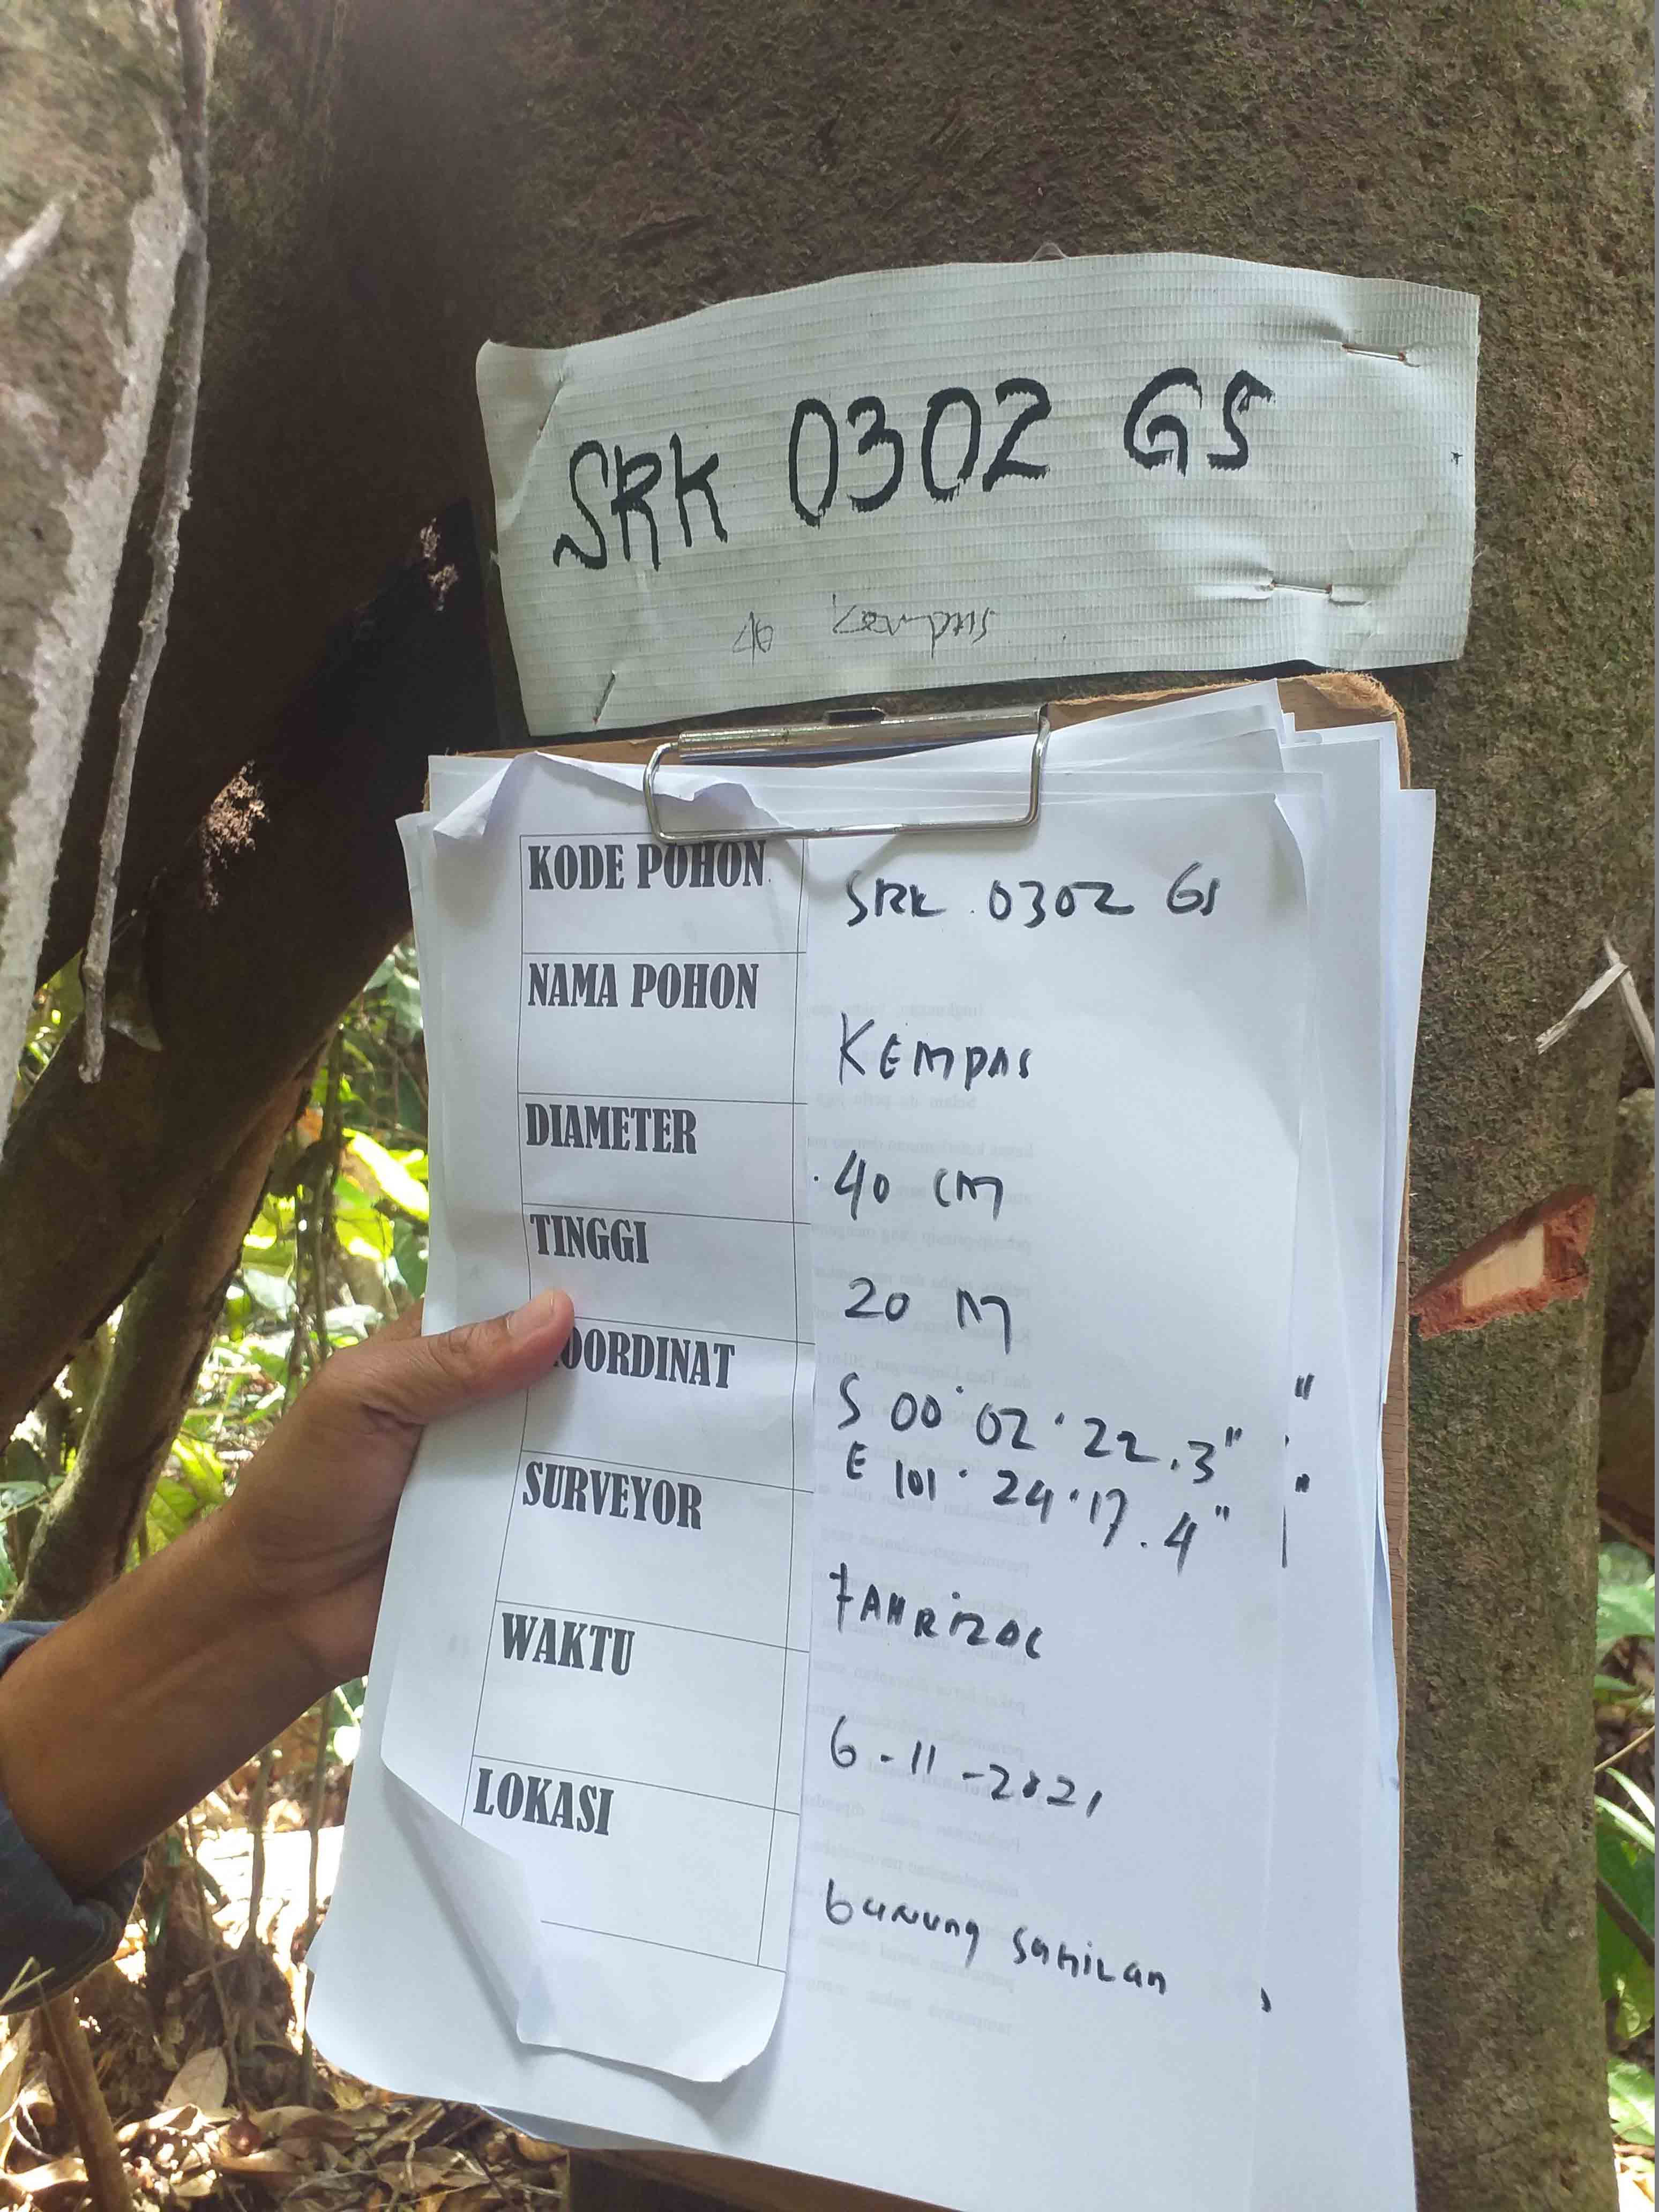 SRK 0302 GS
40 kempas
KODE POHON SRK 0302 GS
NAMA POHON KEMPAS
DIAMETER 40 CM
TINGGI 20 M
OORDINAT S 00° 02' 22.3"
E 101° 24' 17.4"
SURVEYOR FAHRIZAL
WAKTU 6-11-2021
LOKASI Gunung Sahilan